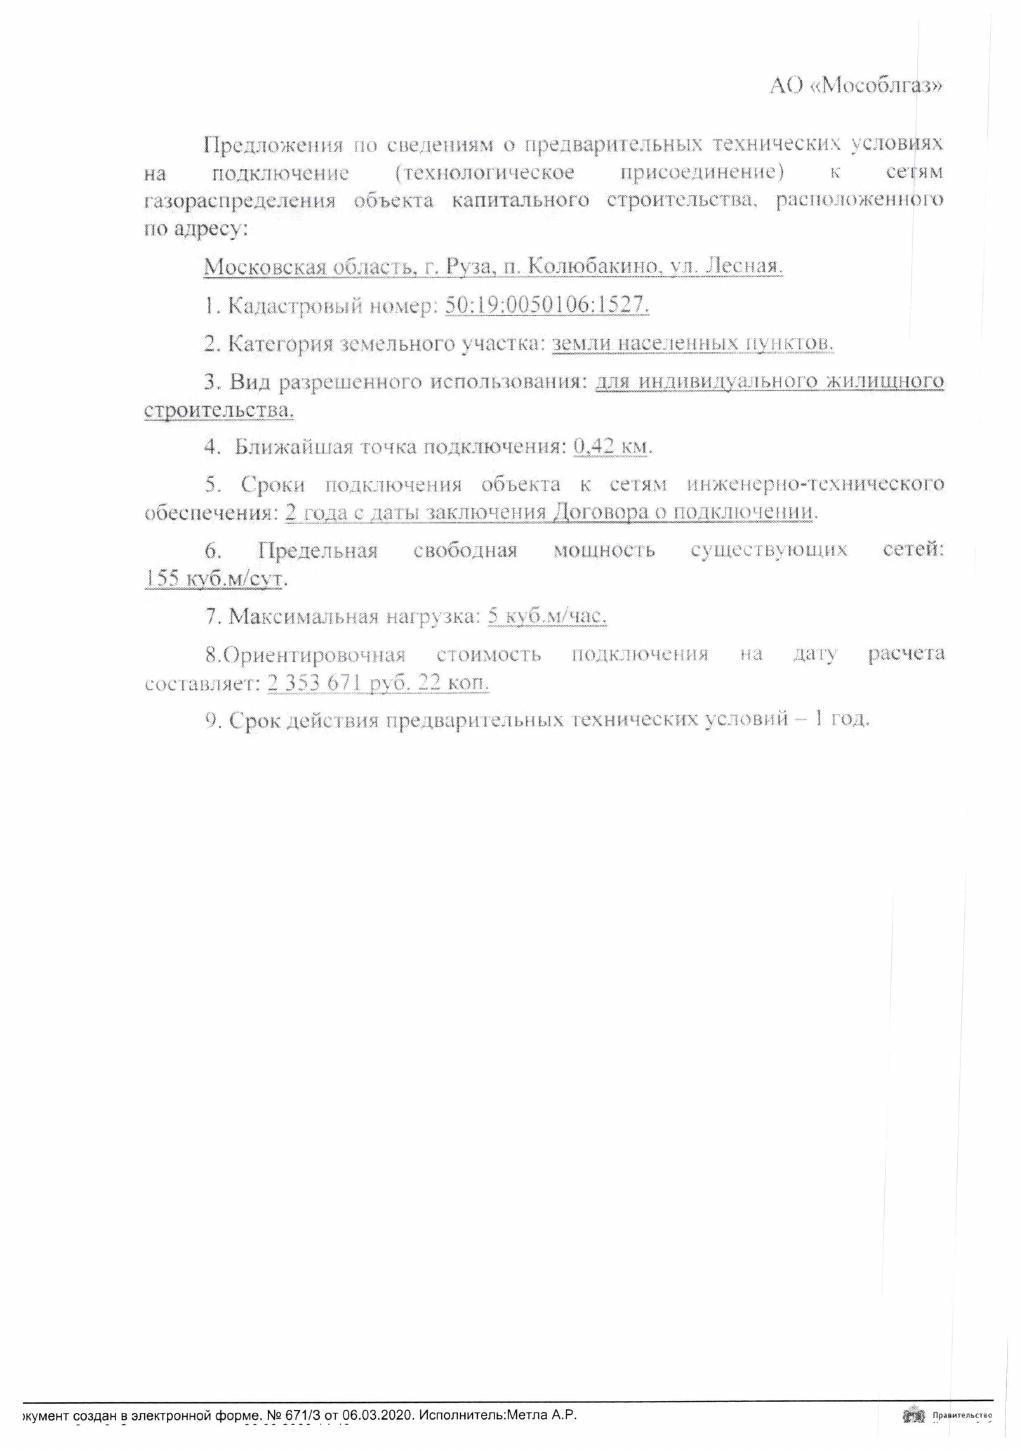 АО «Мособлгаз»
Предложения по сведениям о предварительных технических условиях
на подключение (технологическое присоединение) к сетям
газораспределения объекта капитального строительства, расположенного
по адресу:
Московская область, г. Руза, п. Колюбакино, ул. Лесная.
1. Кадастровый номер: 50:19:0050106:1527.
2. Категория земельного участка: земли населенных пунктов.
3. Вид разрешенного использования: для индивидуального жилищного
строительства.
4. Ближайшая точка подключения: 0,42 км.
5. Сроки подключения объекта к сетям инженерно-технического
обеспечения: 2 года с даты заключения Договора о подключении.
6. Предельная свободная мощность существующих сетей:
155 куб.м/сут.
7. Максимальная нагрузка: 5 куб.м/час.
8.Ориентировочная стоимость подключения на дату расчета
составляет: 2 353 671 руб. 22 коп.
9. Срок действия предварительных технических условий – 1 год.
кумент создан в электронной форме. № 671/3 от 06.03.2020. Исполнитель:Метла А.Р.
Правительство